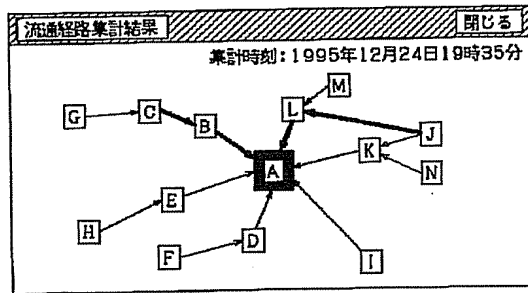 流通経路集計結果 閉じる
集計時刻:1995年12月24日19時35分
M
G C B L J
K
A N
E
H D
F I